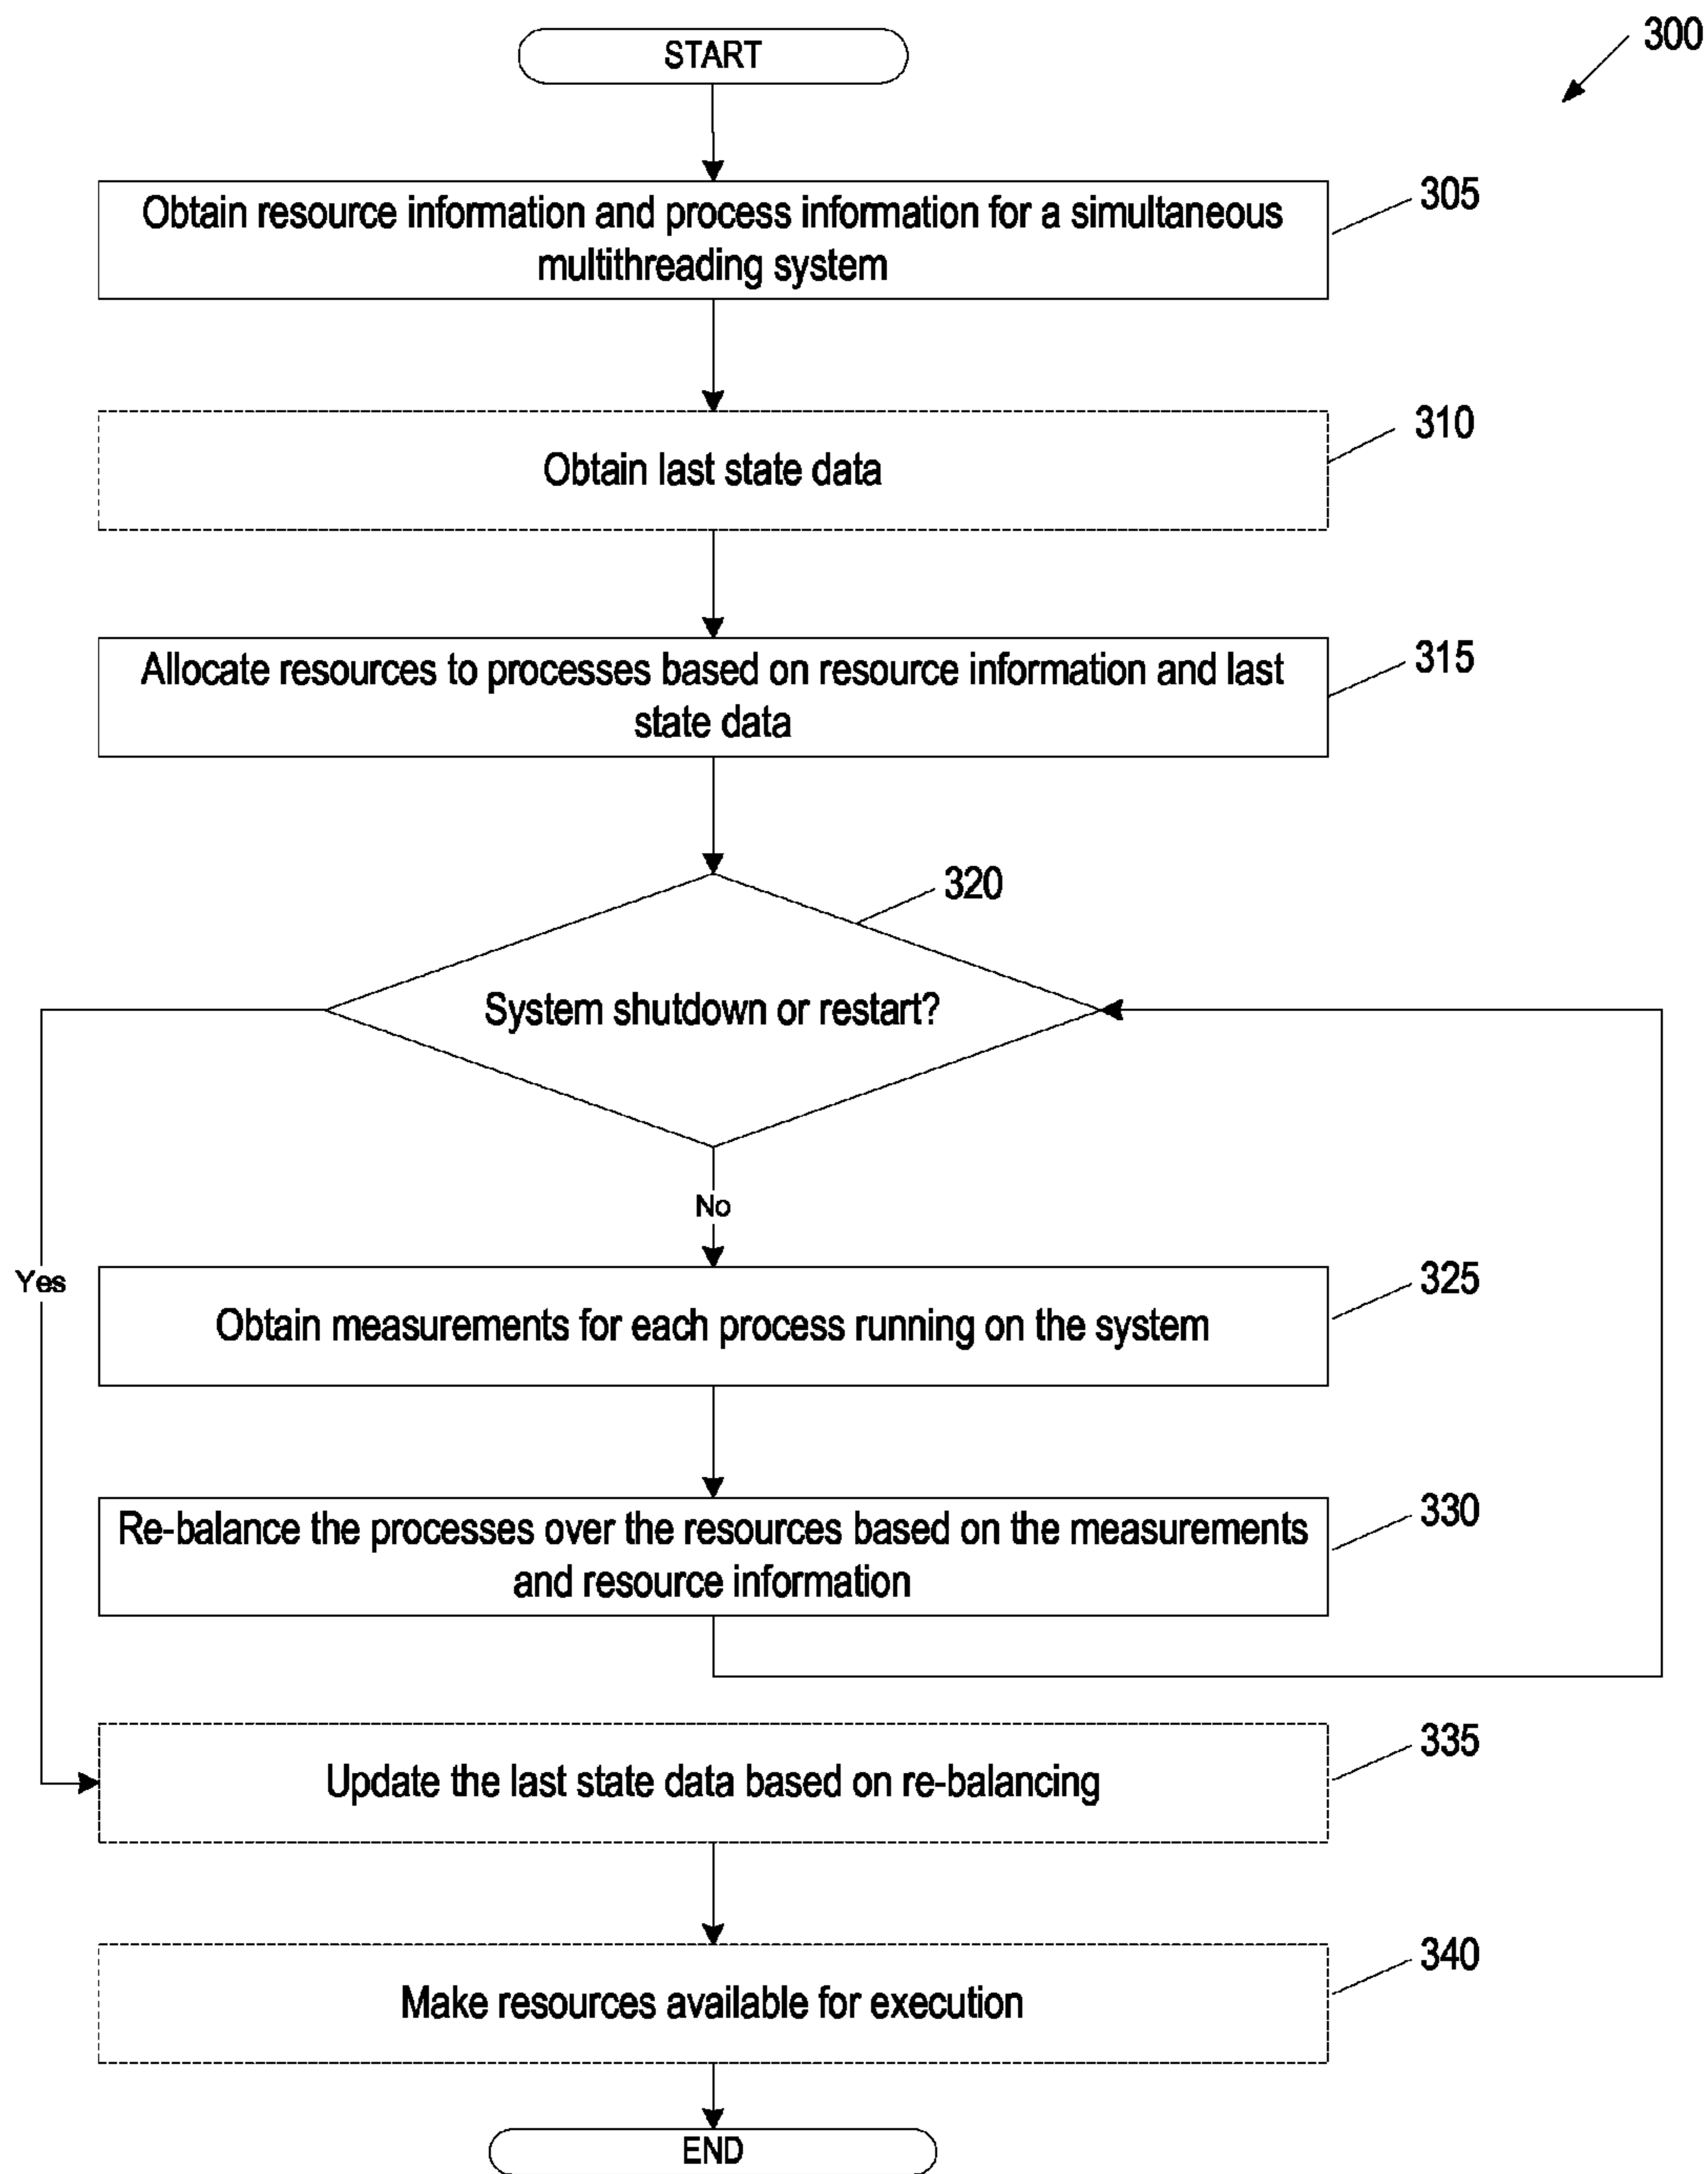 START
300
Obtain resource information and process information for a simultaneous
multithreading system
305
Obtain last state data
310
Allocate resources to processes based on resource information and last
state data
315
System shutdown or restart?
320
No
Yes
Obtain measurements for each process running on the system
325
Re-balance the processes over the resources based on the measurements
and resource information
330
Update the last state data based on re-balancing
335
Make resources available for execution
340
END